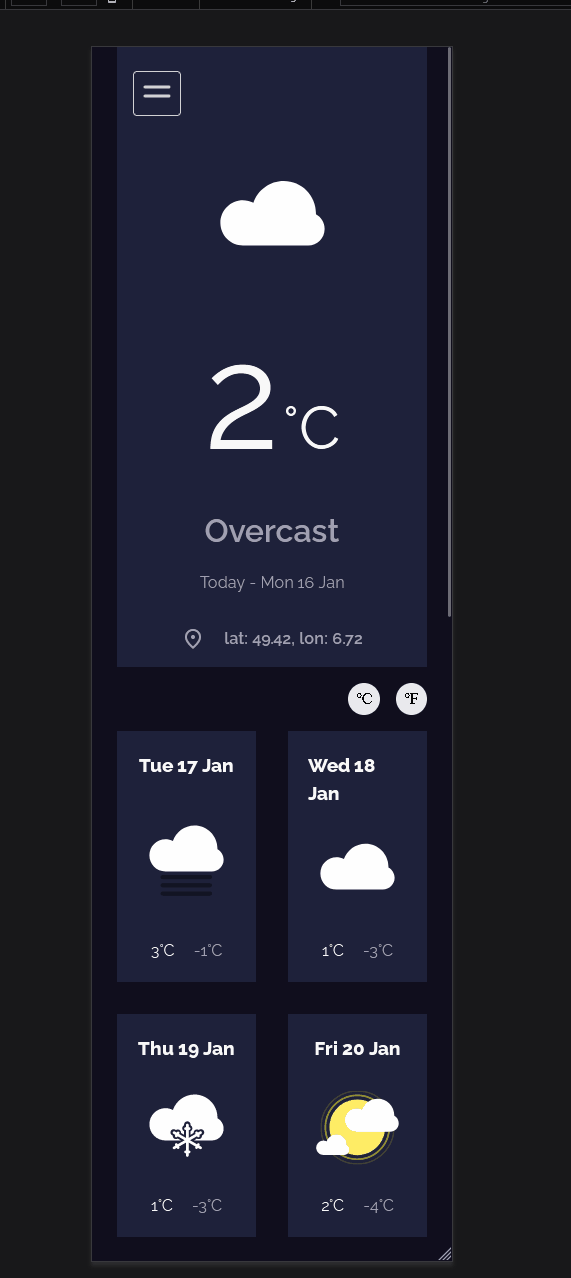 2 °C
Overcast
Today - Mon 16 Jan
lat: 49.42, lon: 6.72
°C °F
Tue 17 Jan
3°C -1°C
Wed 18
Jan
1°C -3°C
Thu 19 Jan
1°C -3°C
Fri 20 Jan
2°C -4°C